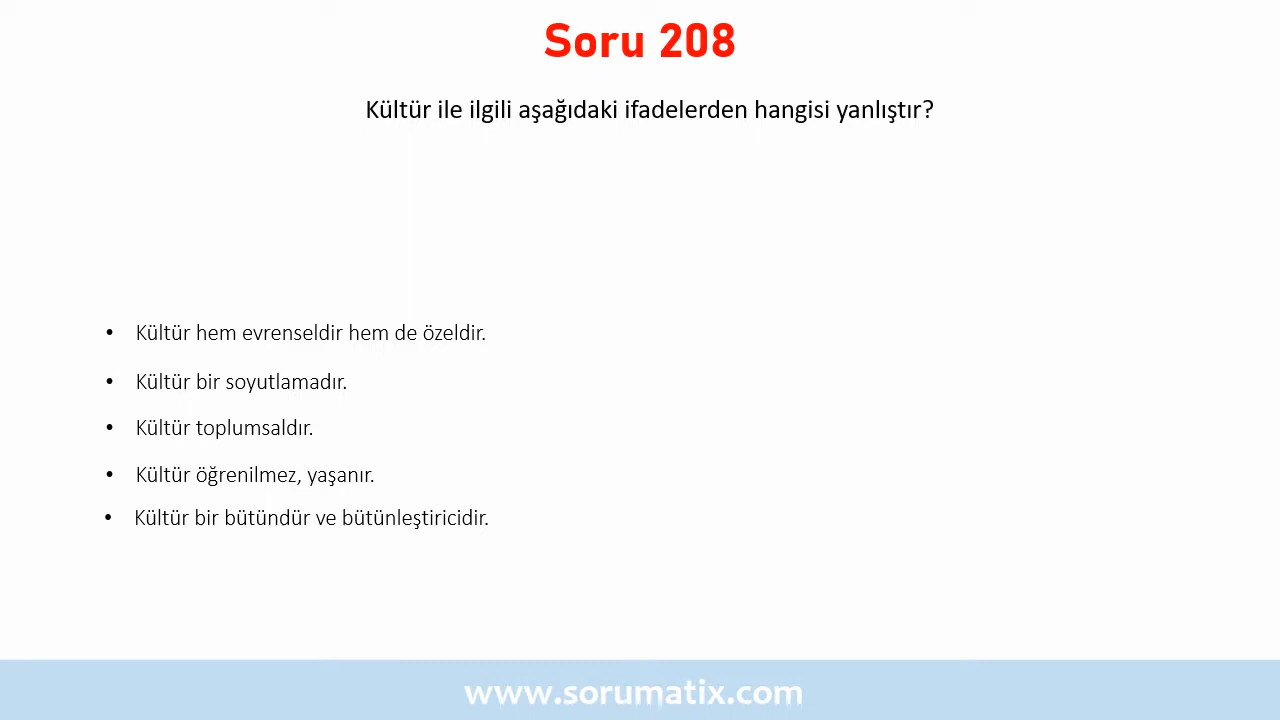 Soru 208
Kültür ile ilgili aşağıdaki ifadelerden hangisi yanlıştır?
• Kültür hem evrenseldir hem de özeldir.
• Kültür bir soyutlamadır.
• Kültür toplumsaldır.
• Kültür öğrenilmez, yaşanır.
• Kültür bir bütündür ve bütünleştiricidir.
www.sorumatix.com